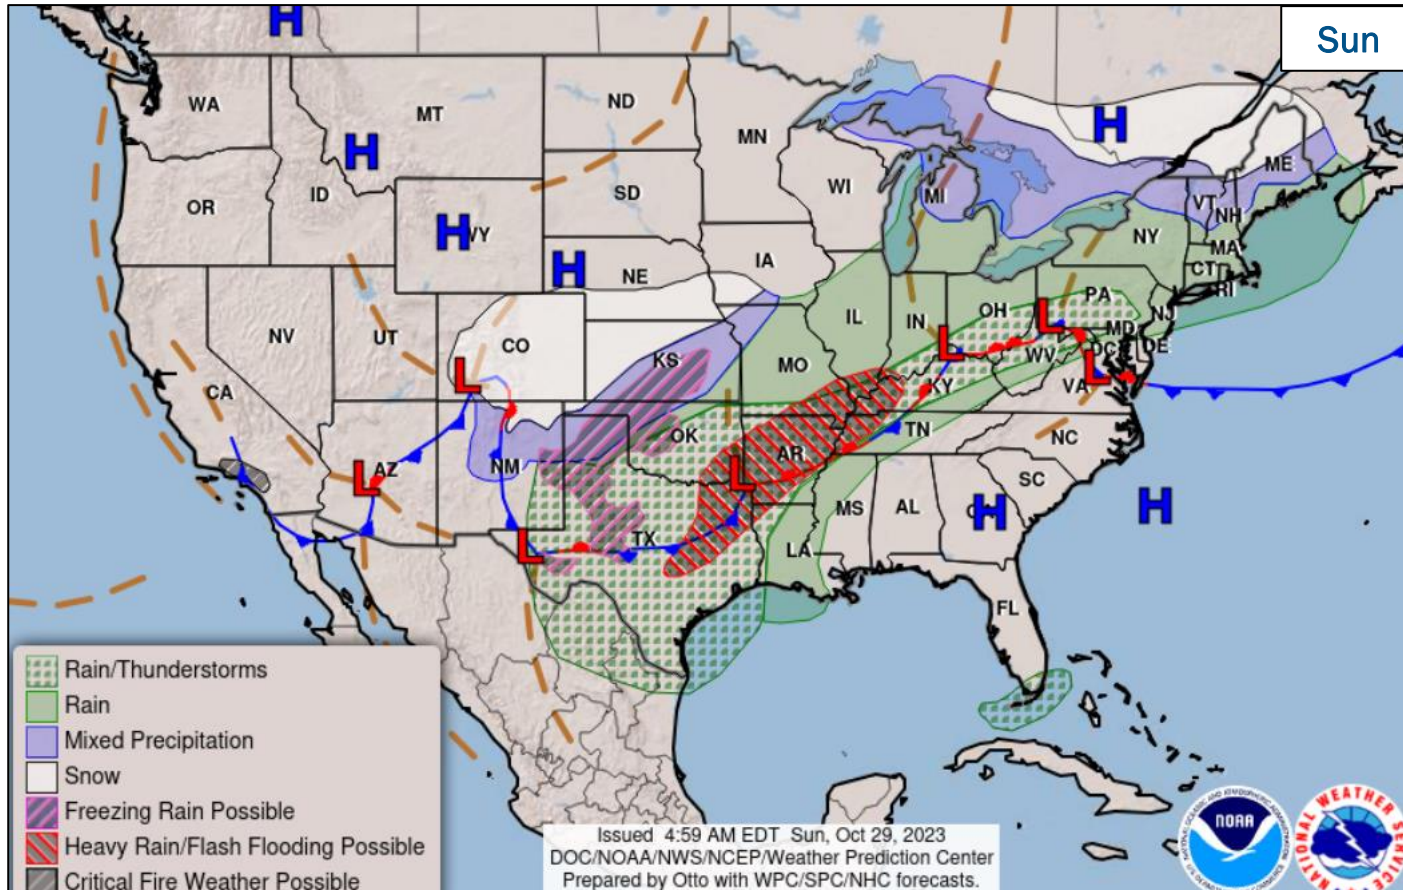 Sun
H
WA
MT
ND
MN
H
H
ME
OR
ID
H
WY
SD
WI
MI
VT
NH
NY
MA
CT
RI
NV
UT
H
NE
IA
IL
IN
OH
PA
NJ
L
MD
DE
DC
L
CO
KS
MO
WV
CA
L
KY
VA
L
AZ
L
NM
OK
AR
TN
NC
L
SC
TX
L
MS
AL
H
H
LA
L
FL
Rain/Thunderstorms
Rain
Mixed Precipitation
Snow
Freezing Rain Possible
Heavy Rain/Flash Flooding Possible
Critical Fire Weather Possible
Issued 4:59 AM EDT Sun, Oct 29, 2023
DOC/NOAA/NWS/NCEP/Weather Prediction Center
Prepared by Otto with WPC/SPC/NHC forecasts.
NOAA
NATIONAL WEATHER SERVICE